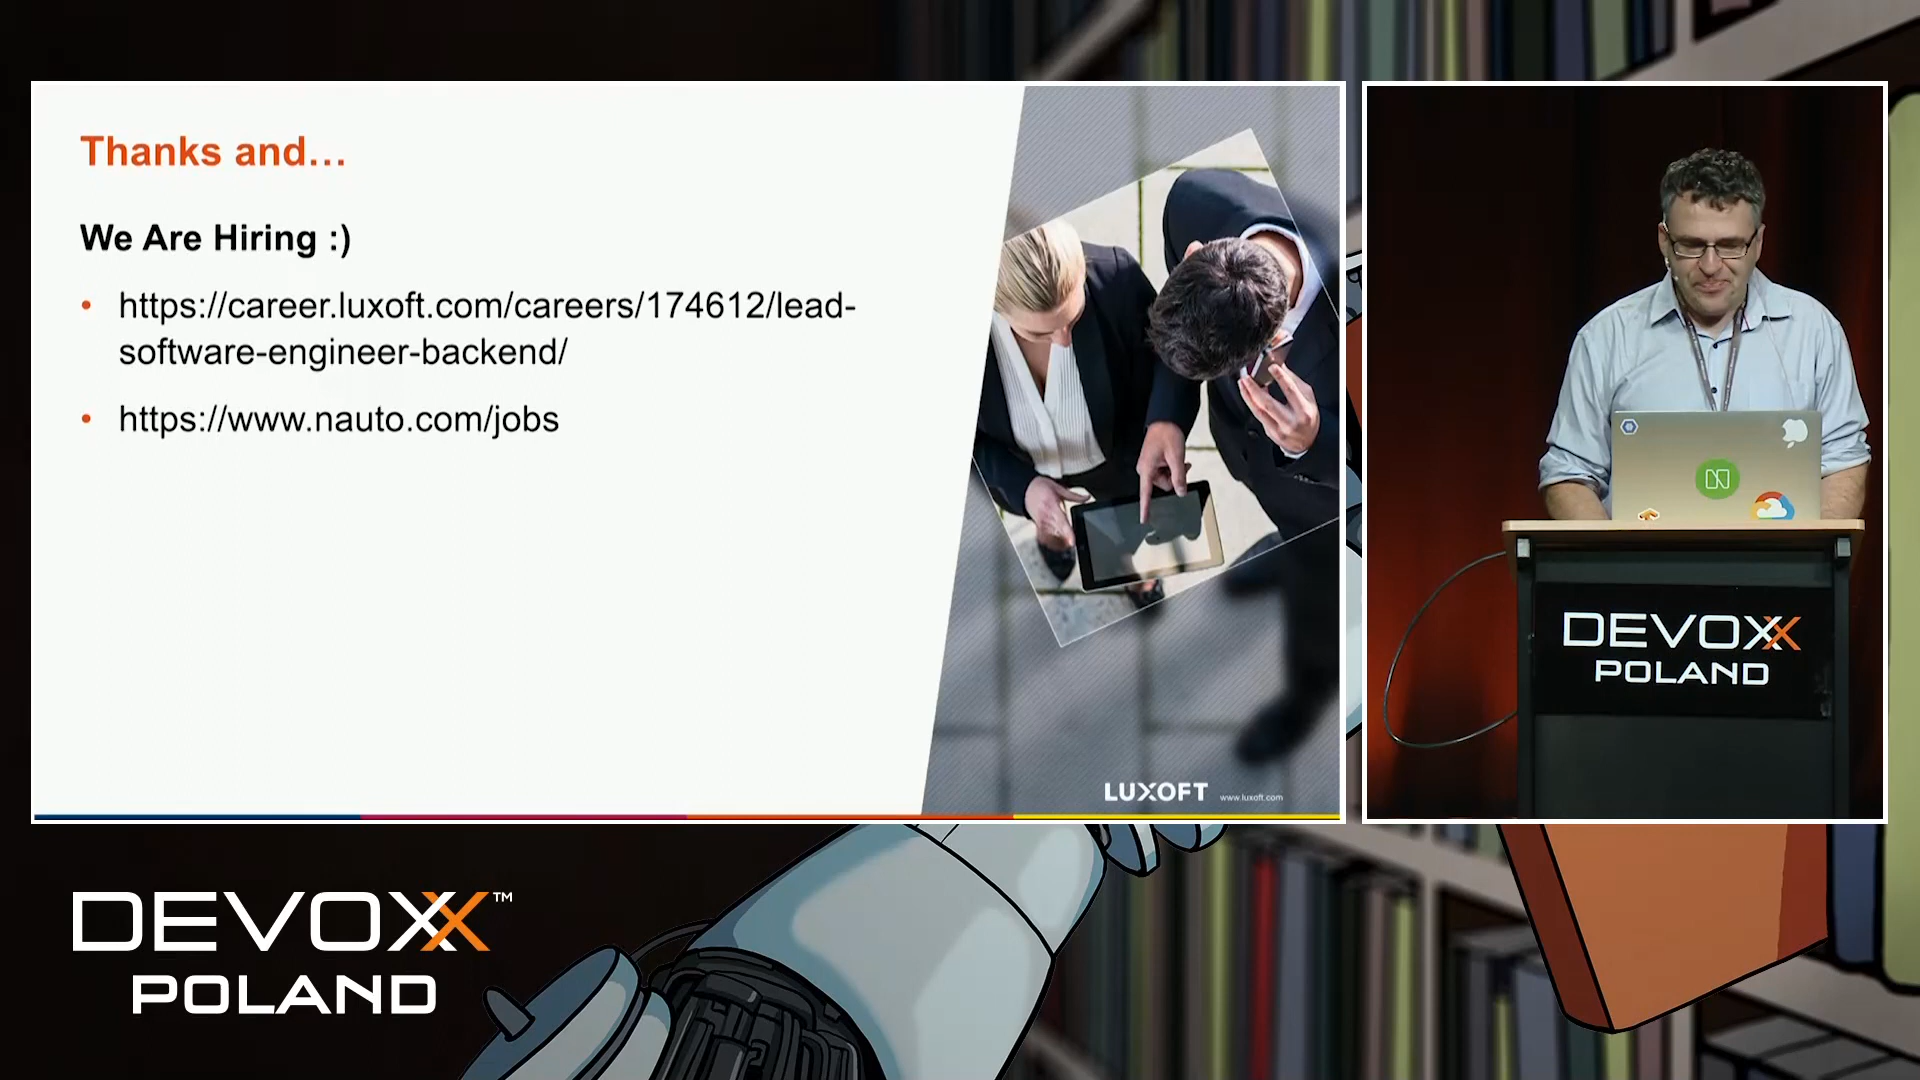 Thanks and…
We Are Hiring :)
• https://career.luxoft.com/careers/174612/lead-
software-engineer-backend/
• https://www.nauto.com/jobs
LUXOFT www.luxoft.com
DEVOXX
POLAND
DEVOXX™
POLAND